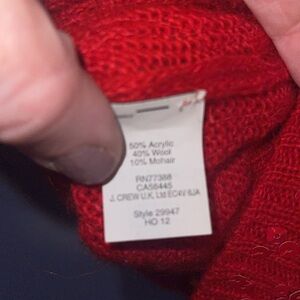 50% Acrylic
40% Wool
10% Mohair
RN77388
CA56445
J. CREW U.K. Ltd EC4V 6JA
Style 29947
HO 12